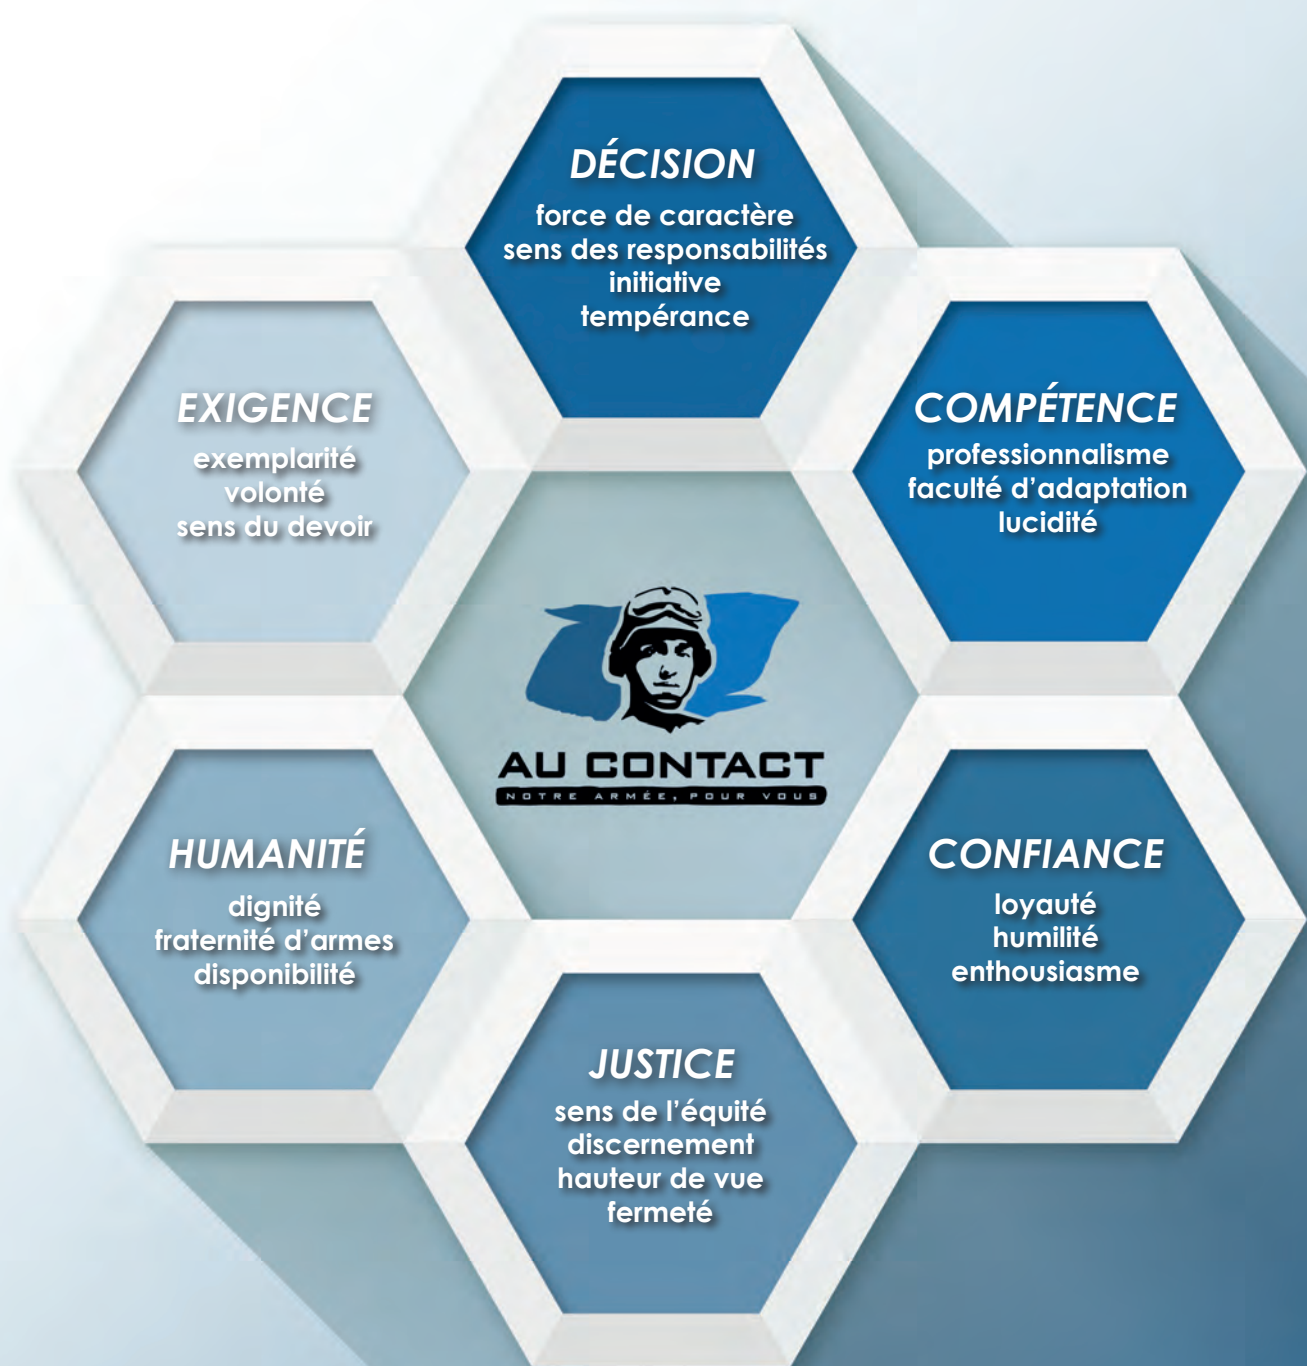 DÉCISION
force de caractère
sens des responsabilités
initiative
tempérance
EXIGENCE
exemplarité
volonté
sens du devoir
COMPÉTENCE
professionnalisme
faculté d’adaptation
lucidité
AU CONTACT
NOTRE ARMÉE, POUR VOUS
HUMANITÉ
dignité
fraternité d’armes
disponibilité
CONFIANCE
loyauté
humilité
enthousiasme
JUSTICE
sens de l’équité
discernement
hauteur de vue
fermeté